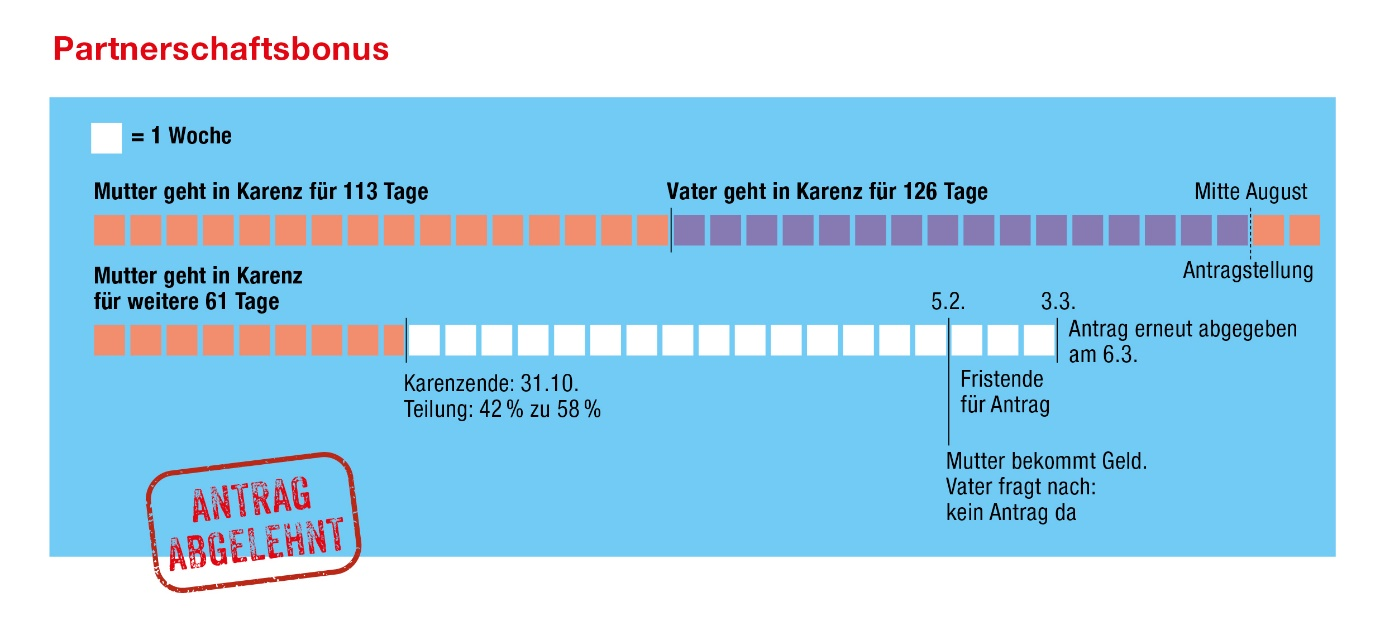 Partnerschaftsbonus
= 1 Woche
Mutter geht in Karenz für 113 Tage
Vater geht in Karenz für 126 Tage
Mitte August
Antragstellung
Mutter geht in Karenz
für weitere 61 Tage
5.2.
3.3.
Antrag erneut abgegeben
am 6.3.
Karenzende: 31.10.
Teilung: 42 % zu 58 %
Fristende
für Antrag
Mutter bekommt Geld.
Vater fragt nach:
kein Antrag da
ANTRAG
ABGELEHNT